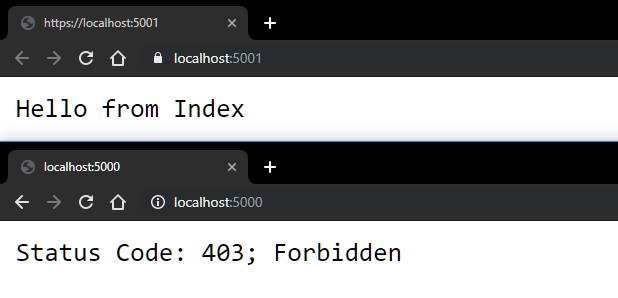 https://localhost:5001
localhost:5001
Hello from Index
localhost:5000
localhost:5000
Status Code: 403; Forbidden